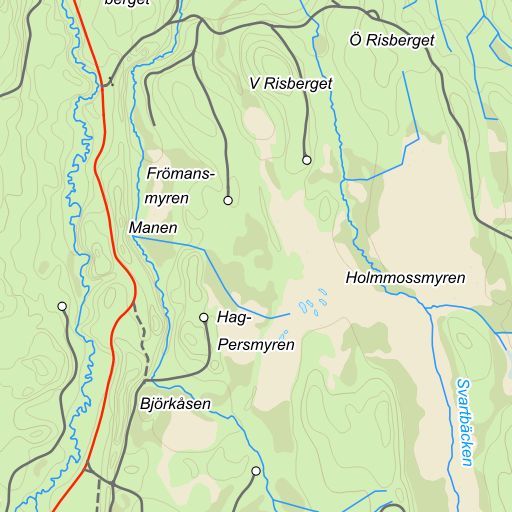 berget
Ö Risberget
V Risberget
Frömans-
myren
Manen
Holmmossmyren
Hag-
Persmyren
Björkåsen
Svartbäcken